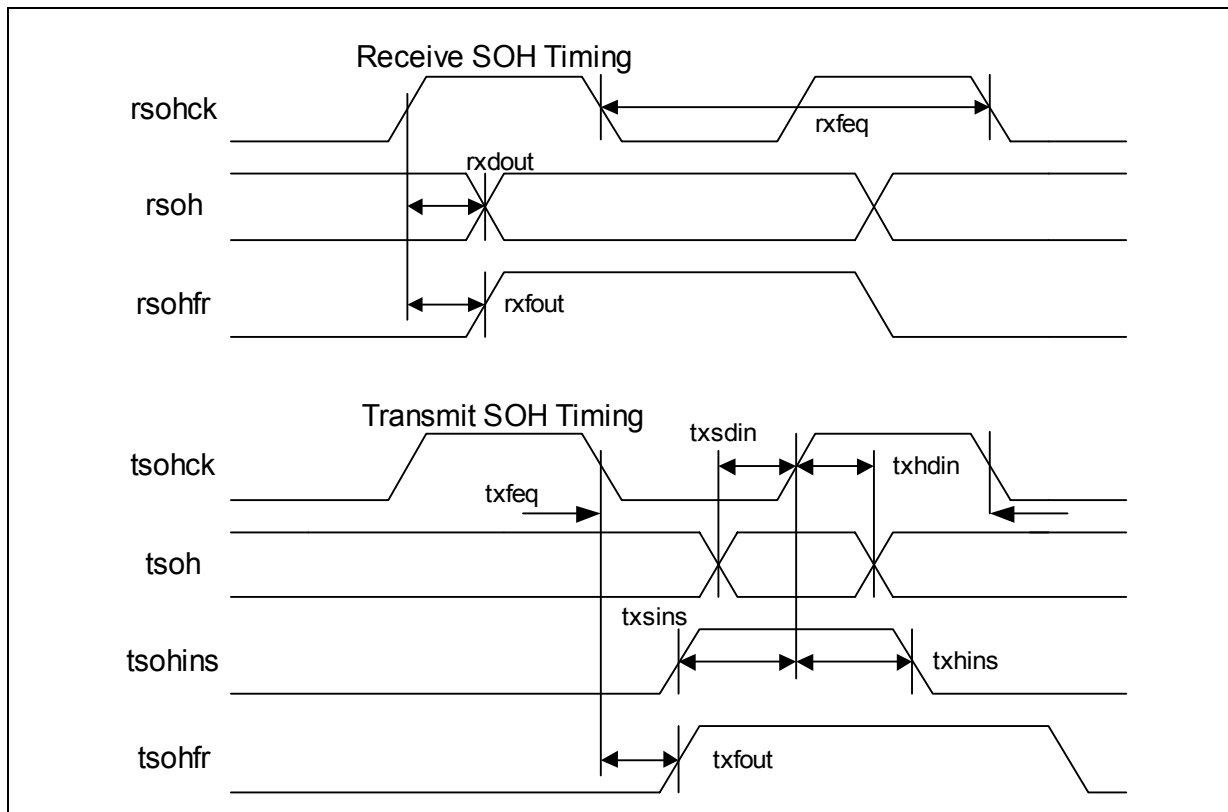 Receive SOH Timing
rsohck
rxfeq
rxdout
rsoh
rsohfr
rxfout
Transmit SOH Timing
txsdin
tsohck
txhdin
txfeq
tsoh
txsins
tsohins
txhins
tsohfr
txfout